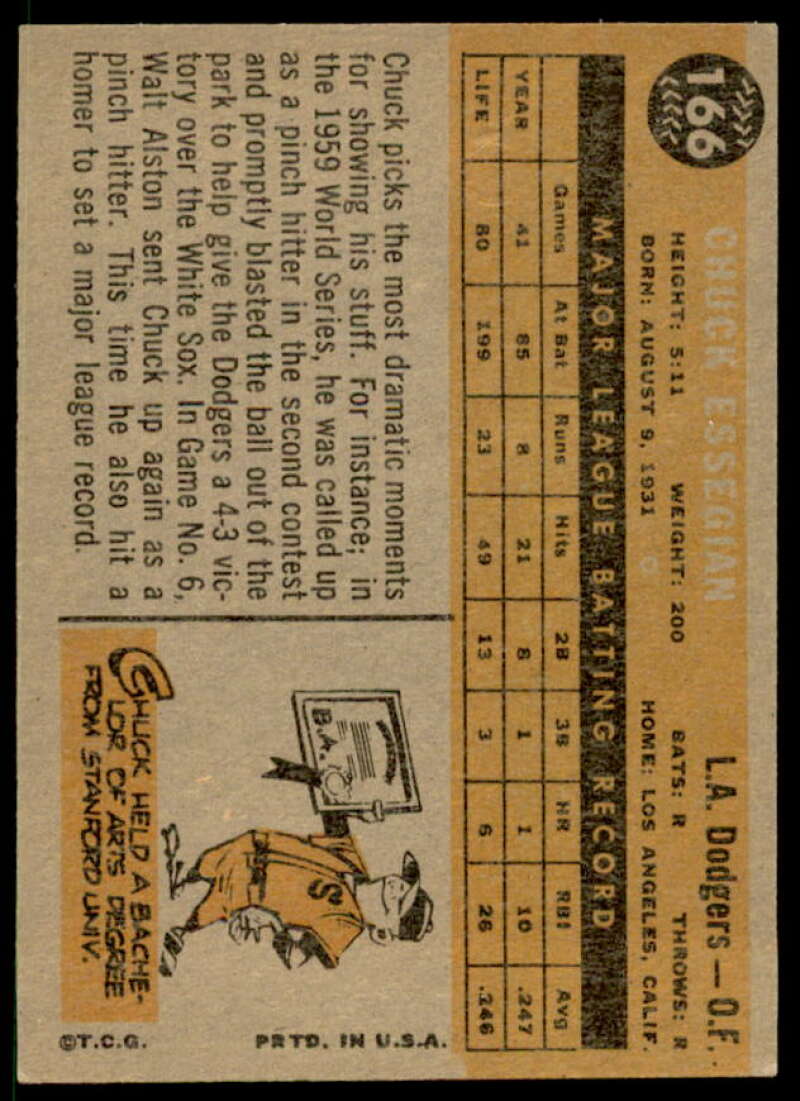 166
CHUCK ESSEGIAN
L.A. Dodgers — O.F.
HEIGHT: 5:11 WEIGHT: 200 BATS: R THROWS: R
BORN: AUGUST 9, 1931 HOME: LOS ANGELES, CALIF.
MAJOR LEAGUE BATTING RECORD
Games At Bat Runs Hits 2B 3B HR RBI Avg
YEAR 41 85 8 21 8 1 1 10 .247
LIFE 80 199 23 49 13 3 6 26 .246
Chuck picks the most dramatic moments
for showing his stuff. For instance; in
the 1959 World Series, he was called up
as a pinch hitter in the second contest
and promptly blasted the ball out of the
park to help give the Dodgers a 4-3 vic-
tory over the White Sox. In Game No. 6,
Walt Alston sent Chuck up again as a
pinch hitter. This time he also hit a
homer to set a major league record.
B.A.
S
CHUCK HELD A BACHE-
LOR OF ARTS DEGREE
FROM STANFORD UNIV.
©T.C.G. PRTD. IN U.S.A.